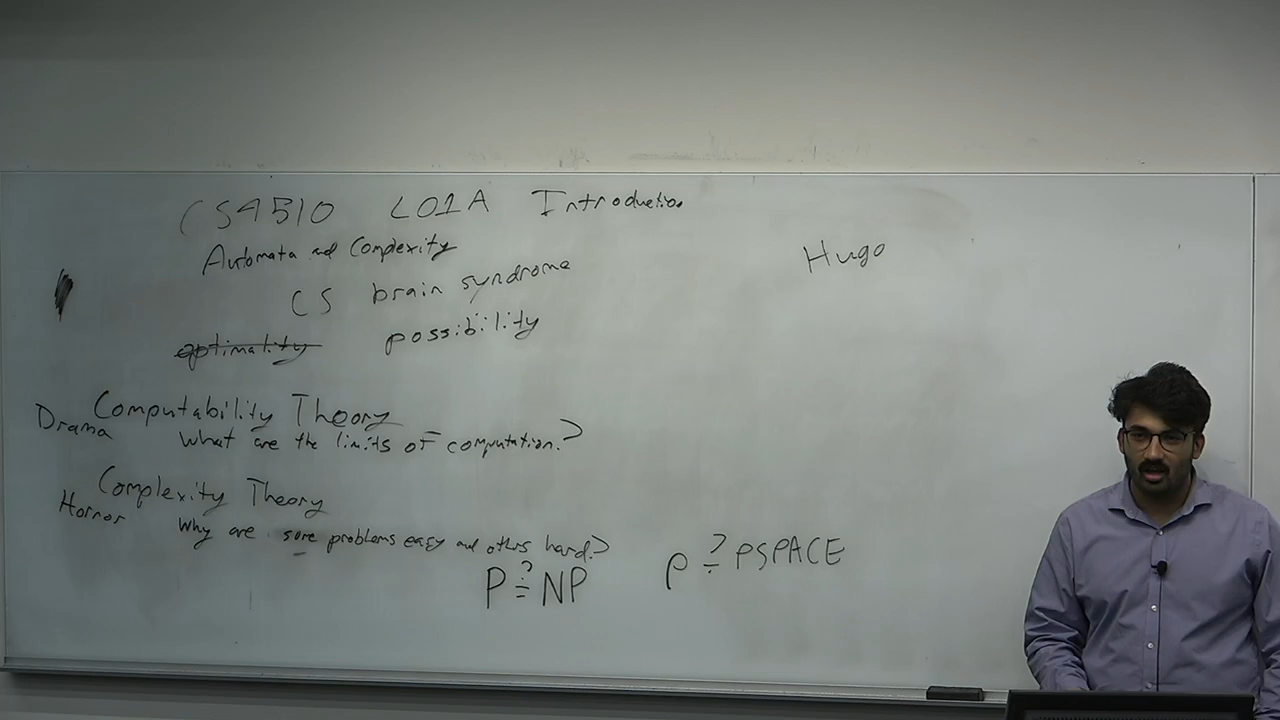 CS4510 L01A Introduction
Automata and Complexity
Hugo
CS brain syndrome
optimality possibility
Computability Theory
Drama What are the limits of computation?
Complexity Theory
Horror Why are some problems easy and others hard?
P ?= NP P ?= PSPACE